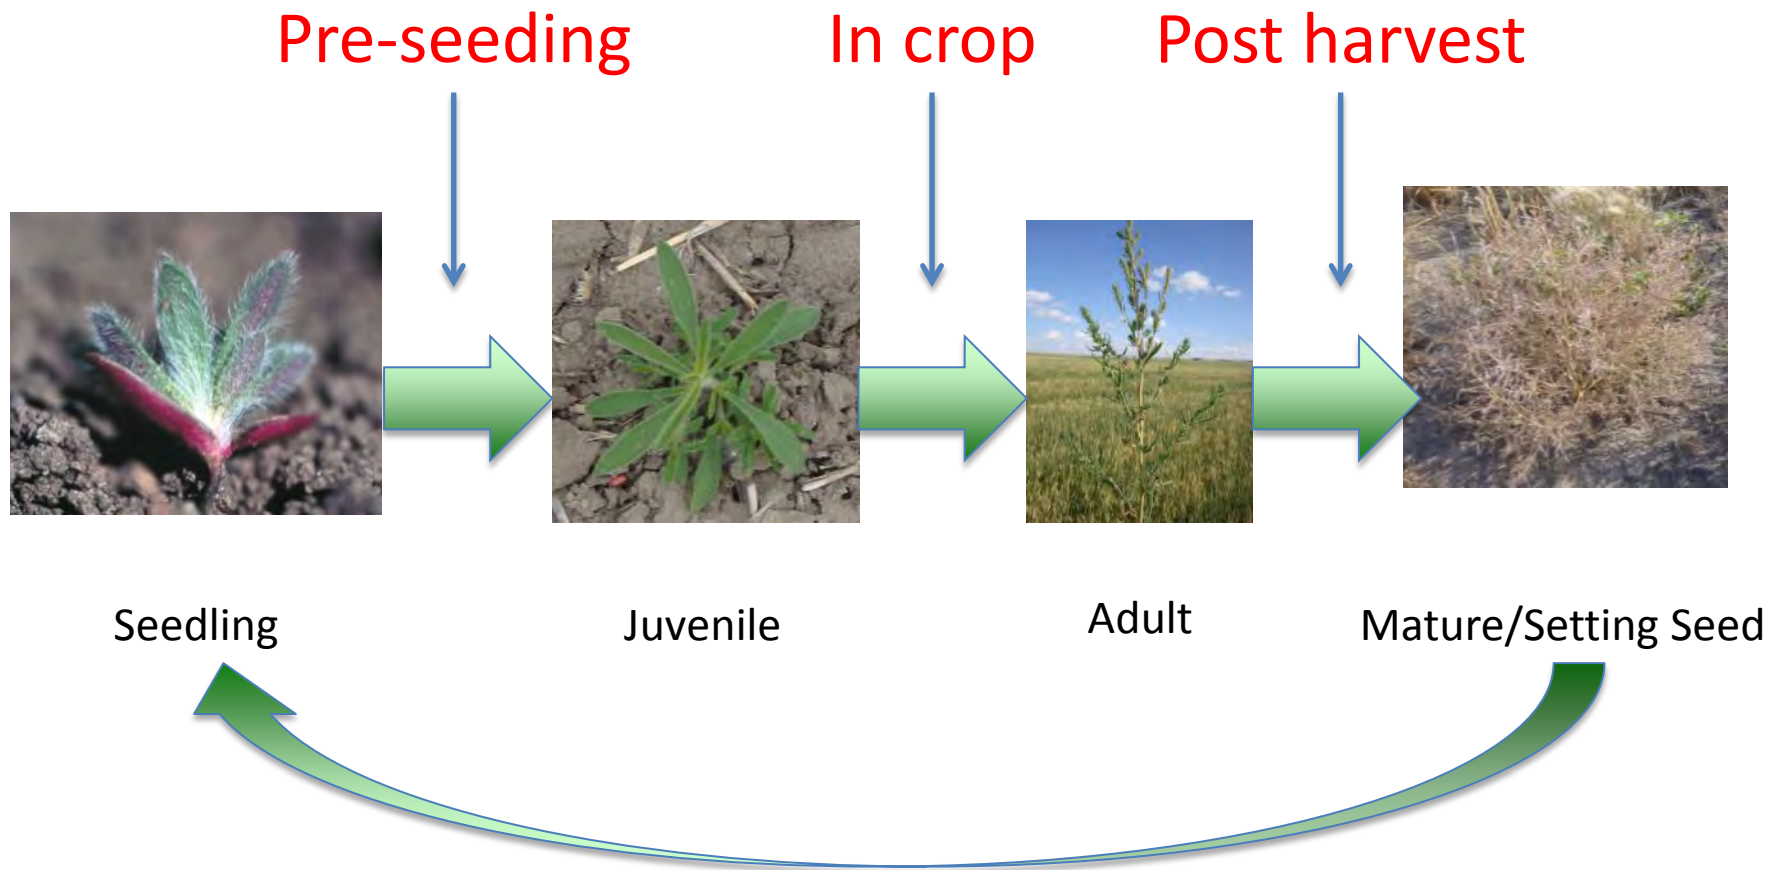 Pre-seeding
In crop
Post harvest
Seedling
Juvenile
Adult
Mature/Setting Seed